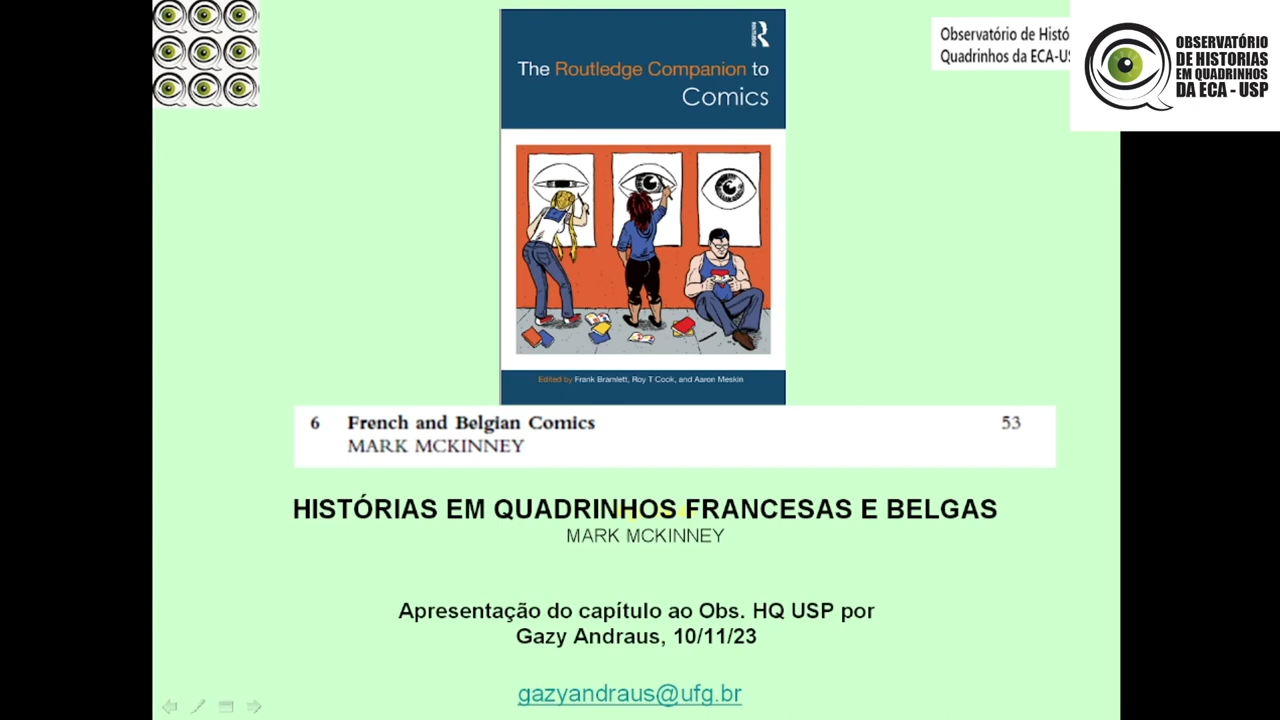 Observatório de Histó
Quadrinhos da ECA-US
OBSERVATÓRIO
DE HISTORIAS
EM QUADRINHOS
DA ECA - USP
R
The Routledge Companion to
Comics
Edited by Frank Bramlett, Roy T Cook, and Aaron Meskin
6 French and Belgian Comics 53
MARK MCKINNEY
HISTÓRIAS EM QUADRINHOS FRANCESAS E BELGAS
MARK MCKINNEY
Apresentação do capítulo ao Obs. HQ USP por
Gazy Andraus, 10/11/23
gazyandraus@ufg.br